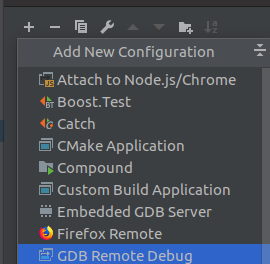 Add New Configuration
Attach to Node.js/Chrome
Boost.Test
Catch
CMake Application
Compound
Custom Build Application
Embedded GDB Server
Firefox Remote
GDB Remote Debug